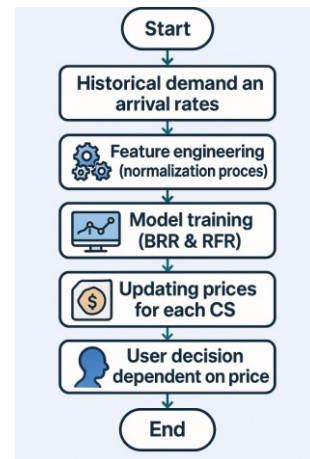 Start
Historical demand an
arrival rates
Feature engineering
(normalization proces)
Model training
(BRR & RFR)
$
Updating prices
for each CS
User decision
dependent on price
End